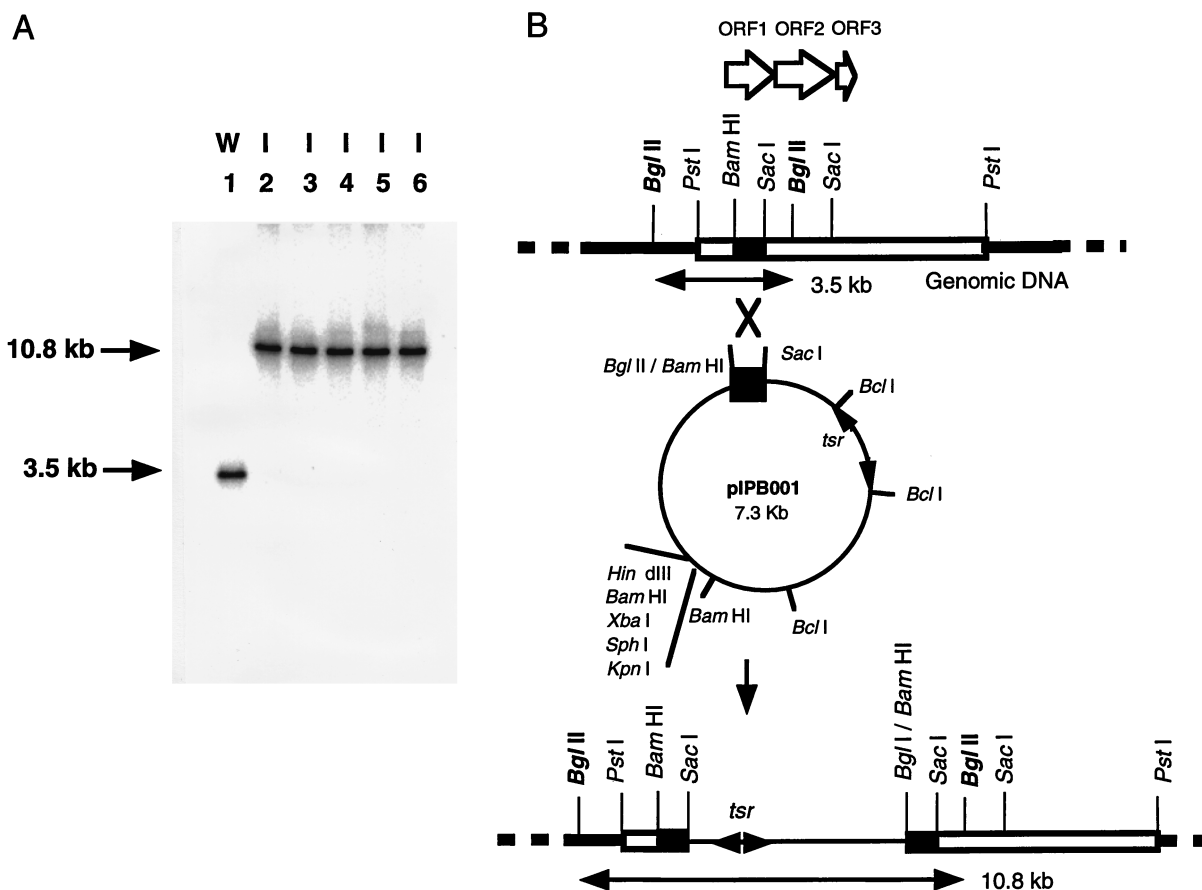 A
B
ORF1 ORF2 ORF3
W I I I I I
1 2 3 4 5 6
Bgl II
Pst I
Bam HI
Sac I
Bgl II
Sac I
Pst I
3.5 kb
Genomic DNA
10.8 kb
3.5 kb
Bgl II / Bam HI
Sac I
Bcl I
tsr
pIPB001
7.3 Kb
Bcl I
Hin dIII
Bam HI
Xba I
Sph I
Kpn I
Bam HI
Bcl I
Bgl II
Pst I
Bam HI
Sac I
tsr
Bgl I / Bam HI
Sac I
Bgl II
Sac I
Pst I
10.8 kb